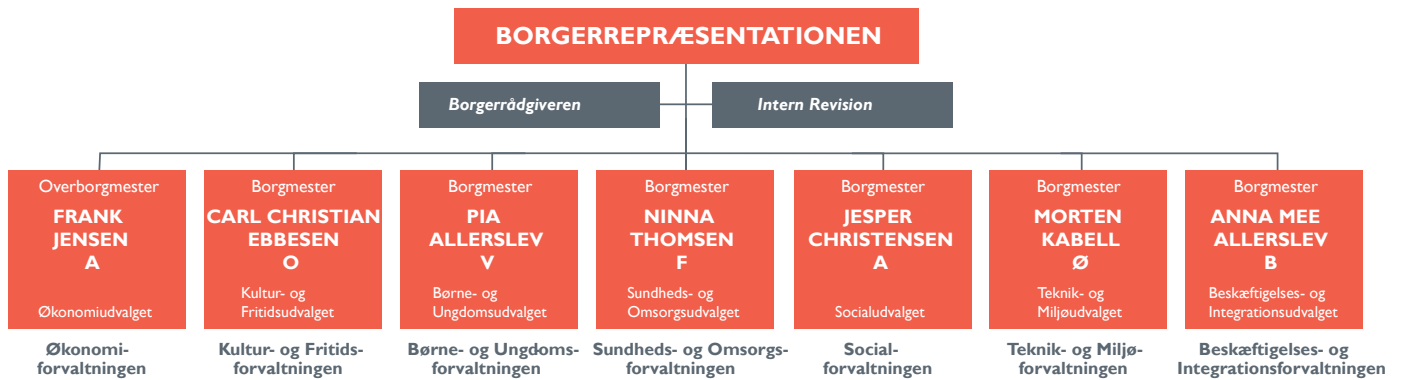 BORGERREPRÆSENTATIONEN
Borgerrådgiveren
Intern Revision
Overborgmester
FRANK
JENSEN
A
Økonomiudvalget
Økonomi-
forvaltningen
Borgmester
CARL CHRISTIAN
EBBESEN
O
Kultur- og
Fritidsudvalget
Kultur- og Fritids-
forvaltningen
Borgmester
PIA
ALLERSLEV
V
Børne- og
Ungdomsudvalget
Børne- og Ungdoms-
forvaltningen
Borgmester
NINNA
THOMSEN
F
Sundheds- og
Omsorgsudvalget
Sundheds- og Omsorgs-
forvaltningen
Borgmester
JESPER
CHRISTENSEN
A
Socialudvalget
Social-
forvaltningen
Borgmester
MORTEN
KABELL
Ø
Teknik- og
Miljøudvalget
Teknik- og Miljø-
forvaltningen
Borgmester
ANNA MEE
ALLERSLEV
B
Beskæftigelses- og
Integrationsudvalget
Beskæftigelses- og
Integrationsforvaltningen